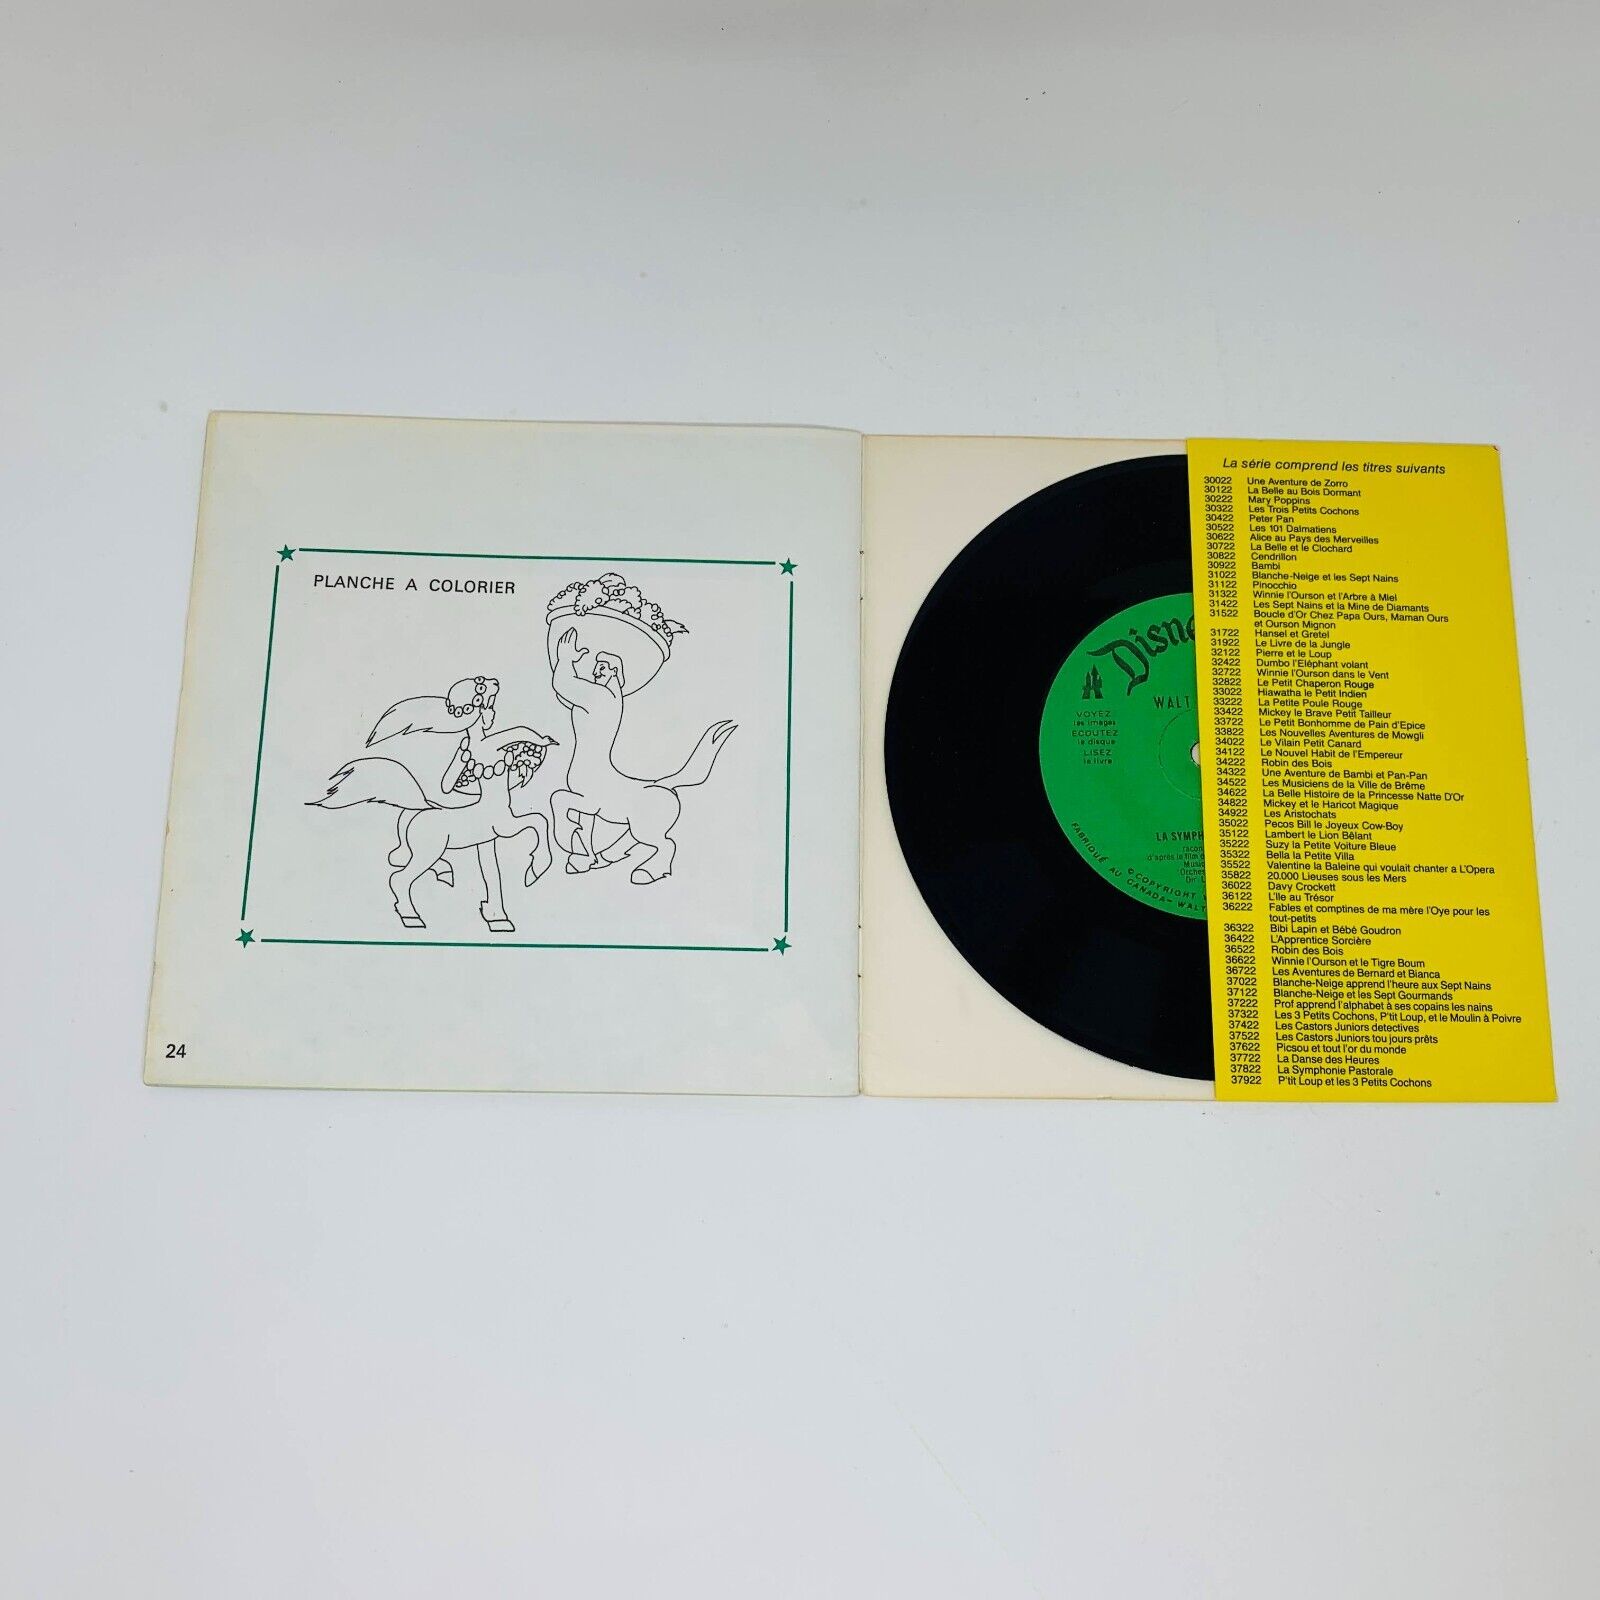 PLANCHE A COLORIER
24
Disne
WALT
VOYEZ
les images
ECOUTEZ
le disque
LISEZ
le livre
LA SYMPH
racon
d'après le film d
Music
Orches
Dir. L
FABRIQUÉ AU CANADA- WALT
© COPYRIGHT
La série comprend les titres suivants
30022 Une Aventure de Zorro
30122 La Belle au Bois Dormant
30222 Mary Poppins
30322 Les Trois Petits Cochons
30422 Peter Pan
30522 Les 101 Dalmatiens
30622 Alice au Pays des Merveilles
30722 La Belle et le Clochard
30822 Cendrillon
30922 Bambi
31022 Blanche-Neige et les Sept Nains
31122 Pinocchio
31322 Winnie l'Ourson et l'Arbre à Miel
31422 Les Sept Nains et la Mine de Diamants
31522 Boucle d'Or Chez Papa Ours, Maman Ours
et Ourson Mignon
31722 Hansel et Gretel
31922 Le Livre de la Jungle
32122 Pierre et le Loup
32422 Dumbo l'Eléphant volant
32722 Winnie l'Ourson dans le Vent
32822 Le Petit Chaperon Rouge
33022 Hiawatha le Petit Indien
33222 La Petite Poule Rouge
33422 Mickey le Brave Petit Tailleur
33722 Le Petit Bonhomme de Pain d'Epice
33822 Les Nouvelles Aventures de Mowgli
34022 Le Vilain Petit Canard
34122 Le Nouvel Habit de l'Empereur
34222 Robin des Bois
34322 Une Aventure de Bambi et Pan-Pan
34522 Les Musiciens de la Ville de Brême
34622 La Belle Histoire de la Princesse Natte D'Or
34822 Mickey et le Haricot Magique
34922 Les Aristochats
35022 Pecos Bill le Joyeux Cow-Boy
35122 Lambert le Lion Bêlant
35222 Suzy la Petite Voiture Bleue
35322 Bella la Petite Villa
35522 Valentine la Baleine qui voulait chanter a L'Opera
35822 20.000 Lieuses sous les Mers
36022 Davy Crockett
36122 L'Ile au Trésor
36222 Fables et comptines de ma mère l'Oye pour les
tout-petits
36322 Bibi Lapin et Bébé Goudron
36422 L'Apprentice Sorcière
36522 Robin des Bois
36622 Winnie l'Ourson et le Tigre Boum
36722 Les Aventures de Bernard et Bianca
37022 Blanche-Neige apprend l'heure aux Sept Nains
37122 Blanche-Neige et les Sept Gourmands
37222 Prof apprend l'alphabet à ses copains les nains
37322 Les 3 Petits Cochons, P'tit Loup, et le Moulin à Poivre
37422 Les Castors Juniors detectives
37522 Les Castors Juniors tou jours prêts
37622 Picsou et tout l'or du monde
37722 La Danse des Heures
37822 La Symphonie Pastorale
37922 P'tit Loup et les 3 Petits Cochons